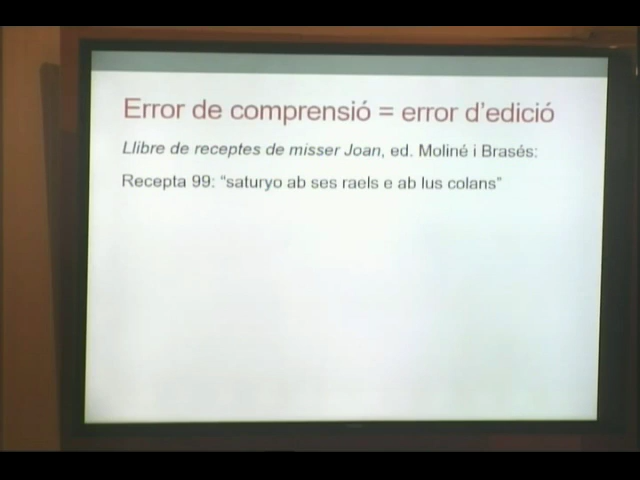 Error de comprensió = error d’edició
Llibre de receptes de misser Joan, ed. Moliné i Brasés:
Recepta 99: “saturyo ab ses raels e ab lus colans”